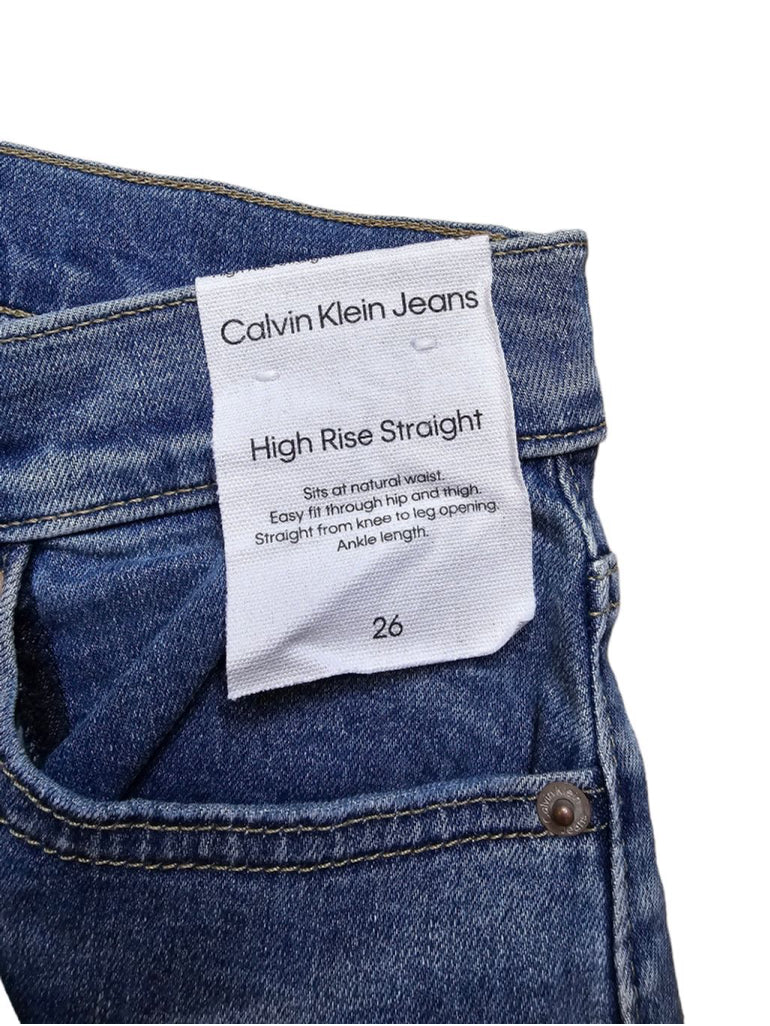 Calvin Klein Jeans
High Rise Straight
Sits at natural waist.
Easy fit through hip and thigh.
Straight from knee to leg opening.
Ankle length.
26